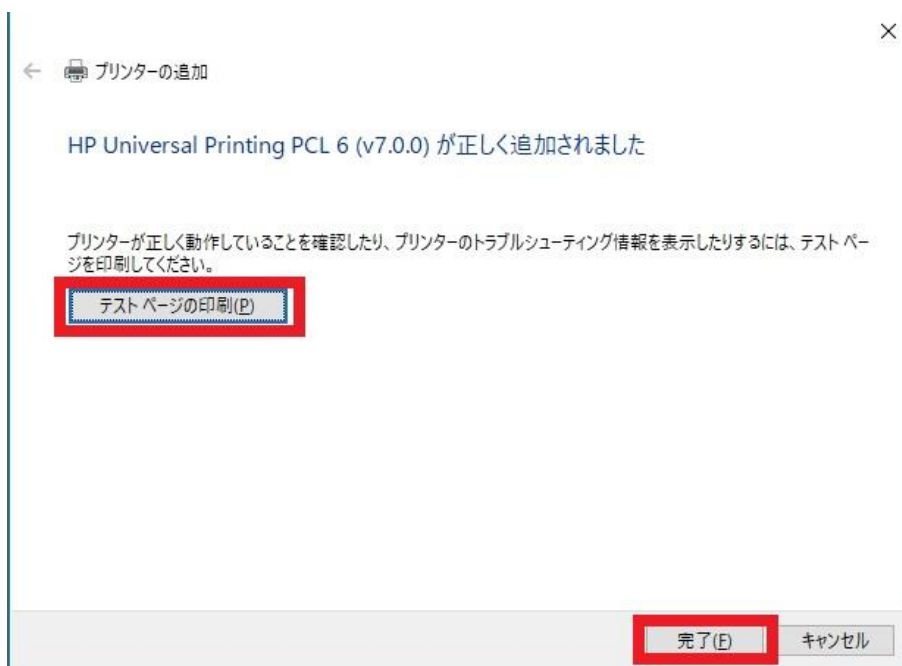 プリンターの追加
HP Universal Printing PCL 6 (v7.0.0) が正しく追加されました
プリンターが正しく動作していることを確認したり、プリンターのトラブルシューティング情報を表示したりするには、テスト ペー
ジを印刷してください。
テスト ページの印刷(P)
完了(F) キャンセル